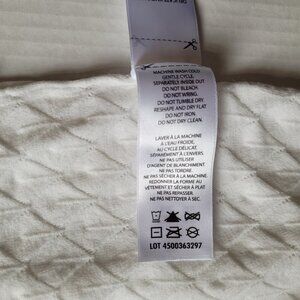 MACHINE WASH COLD
GENTLE CYCLE,
SEPARATELY INSIDE OUT
DO NOT BLEACH.
DO NOT WRING.
DO NOT TUMBLE DRY
RESHAPE AND DRY FLAT
DO NOT IRON.
DO NOT DRY CLEAN.
LAVER À LA MACHINE
À L'EAU FROIDE,
AU CYCLE DÉLICAT,
SÉPARÉMENT À L'ENVERS.
NE PAS UTILISER
D'AGENT DE BLANCHIMENT.
NE PAS TORDRE.
NE PAS SÉCHER À LA MACHINE.
REDONNER LA FORME AU
VÊTEMENT ET SÉCHER À PLAT
NE PAS REPASSER.
NE PAS NETTOYER À SEC.
LOT 4500363297